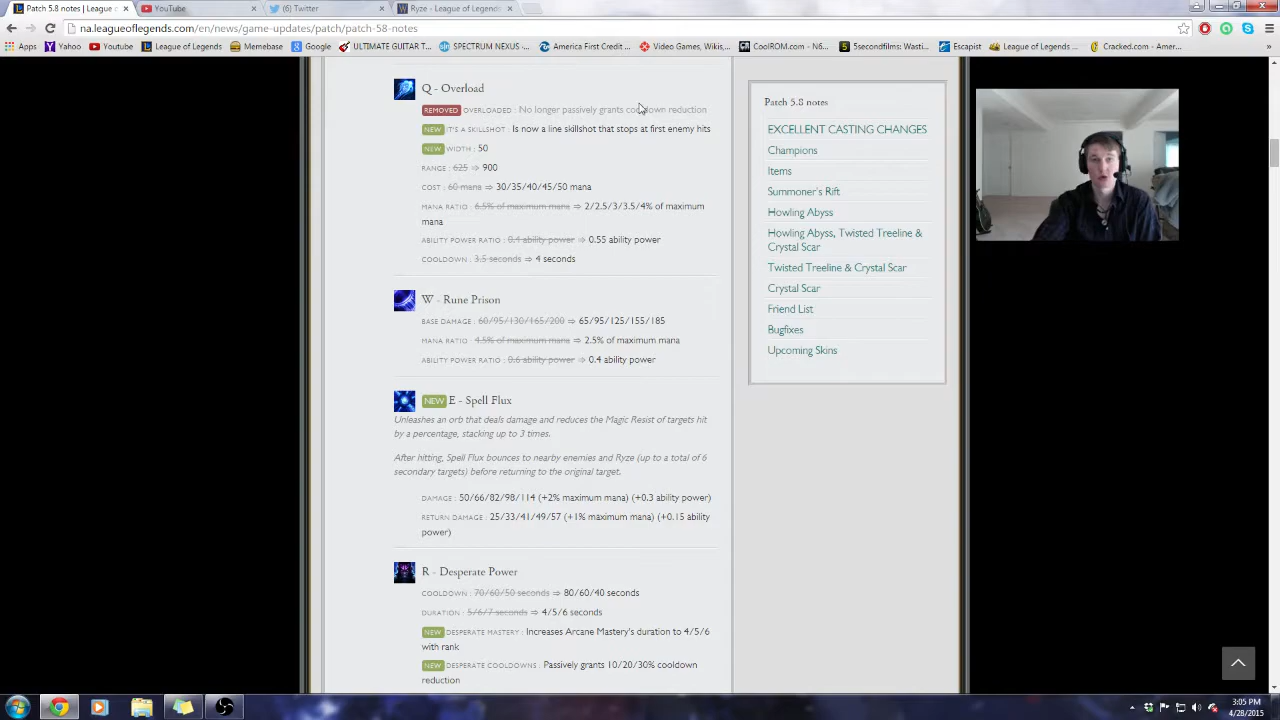 Patch 5.8 notes | League o
YouTube
(6) Twitter
Ryze - League of Legends
na.leagueoflegends.com/en/news/game-updates/patch/patch-58-notes
Apps Yahoo Youtube League of Legends Memebase Google ULTIMATE GUITAR T... SPECTRUM NEXUS ... America First Credit ... Video Games, Wikis,... CoolROM.com - N6... 5secondfilms: Wasti... Escapist League of Legends ... Cracked.com - Amer...
Q - Overload
REMOVED OVERLOADED : No longer passively grants cooldown reduction
NEW IT'S A SKILLSHOT : Is now a line skillshot that stops at first enemy hits
NEW WIDTH : 50
RANGE : 625 ⇒ 900
COST : 60 mana ⇒ 30/35/40/45/50 mana
MANA RATIO : 6.5% of maximum mana ⇒ 2/2.5/3/3.5/4% of maximum
mana
ABILITY POWER RATIO : 0.4 ability power ⇒ 0.55 ability power
COOLDOWN : 3.5 seconds ⇒ 4 seconds
W - Rune Prison
BASE DAMAGE : 60/95/130/165/200 ⇒ 65/95/125/155/185
MANA RATIO : 4.5% of maximum mana ⇒ 2.5% of maximum mana
ABILITY POWER RATIO : 0.6 ability power ⇒ 0.4 ability power
NEW E - Spell Flux
Unleashes an orb that deals damage and reduces the Magic Resist of targets hit
by a percentage, stacking up to 3 times.
After hitting, Spell Flux bounces to nearby enemies and Ryze (up to a total of 6
secondary targets) before returning to the original target.
DAMAGE : 50/66/82/98/114 (+2% maximum mana) (+0.3 ability power)
RETURN DAMAGE : 25/33/41/49/57 (+1% maximum mana) (+0.15 ability
power)
R - Desperate Power
COOLDOWN : 70/60/50 seconds ⇒ 80/60/40 seconds
DURATION : 5/6/7 seconds ⇒ 4/5/6 seconds
NEW DESPERATE MASTERY : Increases Arcane Mastery's duration to 4/5/6
with rank
NEW DESPERATE COOLDOWNS : Passively grants 10/20/30% cooldown
reduction
Patch 5.8 notes
EXCELLENT CASTING CHANGES
Champions
Items
Summoner's Rift
Howling Abyss
Howling Abyss, Twisted Treeline &
Crystal Scar
Twisted Treeline & Crystal Scar
Crystal Scar
Friend List
Bugfixes
Upcoming Skins
3:05 PM
4/28/2015